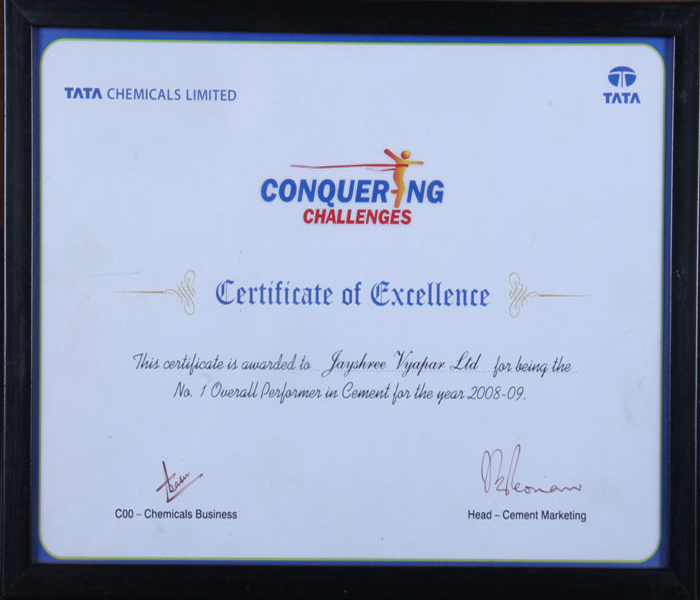 TATA CHEMICALS LIMITED
TATA
CONQUERING
CHALLENGES
Certificate of Excellence
This certificate is awarded to Jayshree Vyapar Ltd for being the
No. 1 Overall Performer in Cement for the year 2008-09.
COO – Chemicals Business
Head – Cement Marketing